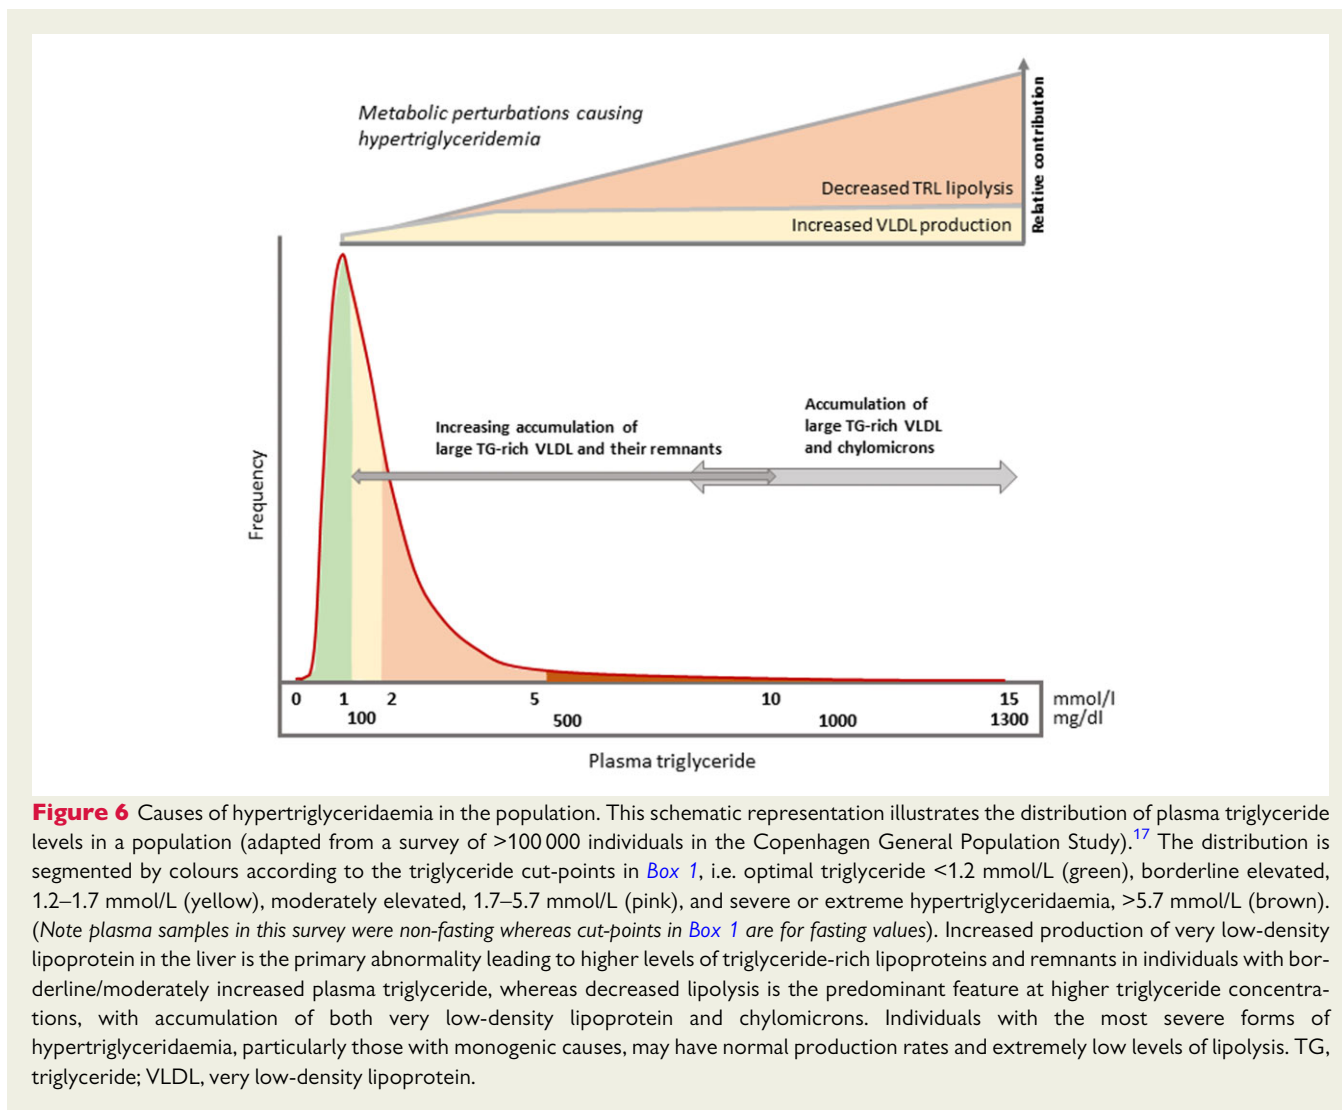 Metabolic perturbations causing
hypertriglyceridemia
Relative contribution
Decreased TRL lipolysis
Increased VLDL production
Accumulation of
large TG-rich VLDL
and chylomicrons
Increasing accumulation of
large TG-rich VLDL and their remnants
Frequency
0 1 2 5 10 15 mmol/l
100 500 1000 1300 mg/dl
Plasma triglyceride
Figure 6 Causes of hypertriglyceridaemia in the population. This schematic representation illustrates the distribution of plasma triglyceride
levels in a population (adapted from a survey of >100 000 individuals in the Copenhagen General Population Study).17 The distribution is
segmented by colours according to the triglyceride cut-points in Box 1, i.e. optimal triglyceride <1.2 mmol/L (green), borderline elevated,
1.2–1.7 mmol/L (yellow), moderately elevated, 1.7–5.7 mmol/L (pink), and severe or extreme hypertriglyceridaemia, >5.7 mmol/L (brown).
(Note plasma samples in this survey were non-fasting whereas cut-points in Box 1 are for fasting values). Increased production of very low-density
lipoprotein in the liver is the primary abnormality leading to higher levels of triglyceride-rich lipoproteins and remnants in individuals with bor-
derline/moderately increased plasma triglyceride, whereas decreased lipolysis is the predominant feature at higher triglyceride concentra-
tions, with accumulation of both very low-density lipoprotein and chylomicrons. Individuals with the most severe forms of
hypertriglyceridaemia, particularly those with monogenic causes, may have normal production rates and extremely low levels of lipolysis. TG,
triglyceride; VLDL, very low-density lipoprotein.